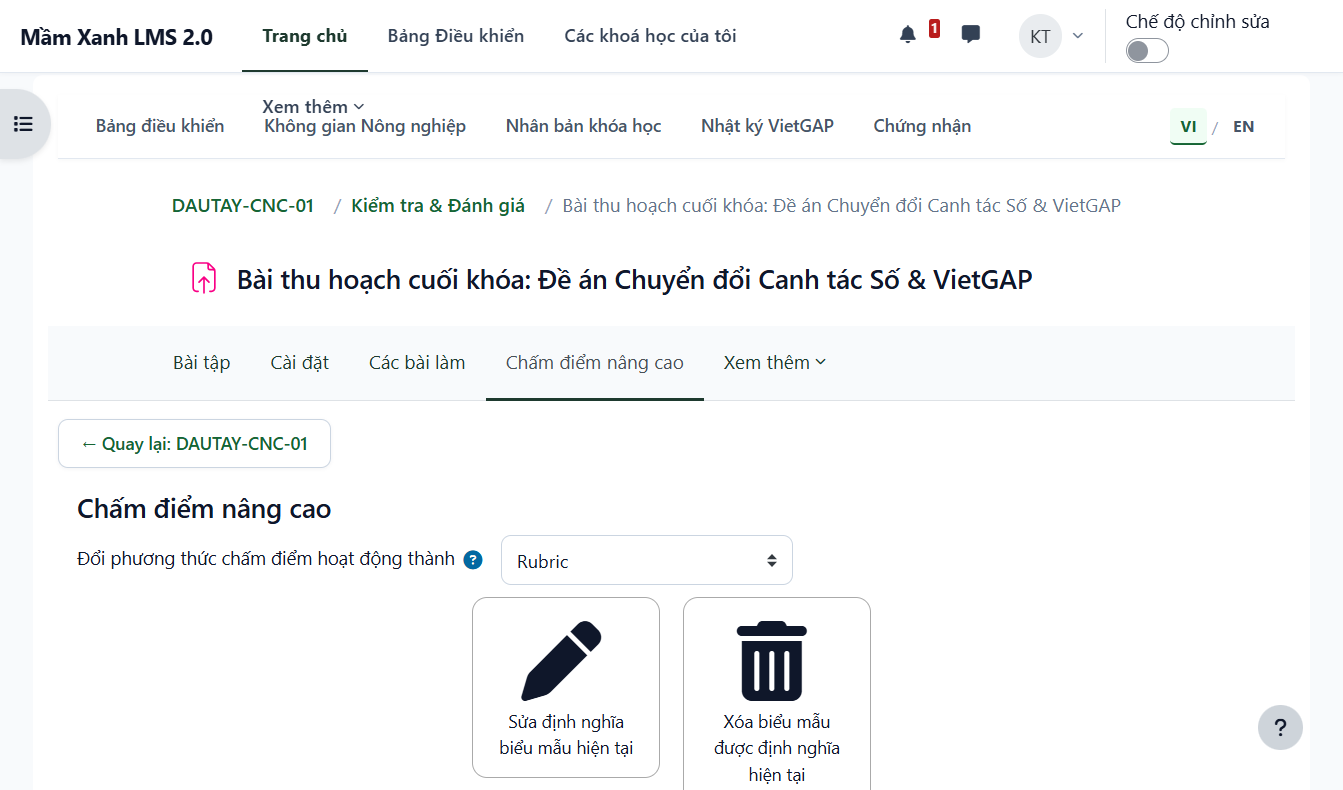 Mầm Xanh LMS 2.0
Trang chủ
Bảng Điều khiển
Các khoá học của tôi
1
KT
Chế độ chỉnh sửa
Xem thêm
Bảng điều khiển
Không gian Nông nghiệp
Nhân bản khóa học
Nhật ký VietGAP
Chứng nhận
VI / EN
DAUTAY-CNC-01 / Kiểm tra & Đánh giá / Bài thu hoạch cuối khóa: Đề án Chuyển đổi Canh tác Số & VietGAP
Bài thu hoạch cuối khóa: Đề án Chuyển đổi Canh tác Số & VietGAP
Bài tập
Cài đặt
Các bài làm
Chấm điểm nâng cao
Xem thêm
← Quay lại: DAUTAY-CNC-01
Chấm điểm nâng cao
Đổi phương thức chấm điểm hoạt động thành ?
Rubric
Sửa định nghĩa
biểu mẫu hiện tại
Xóa biểu mẫu
được định nghĩa
hiện tại
?